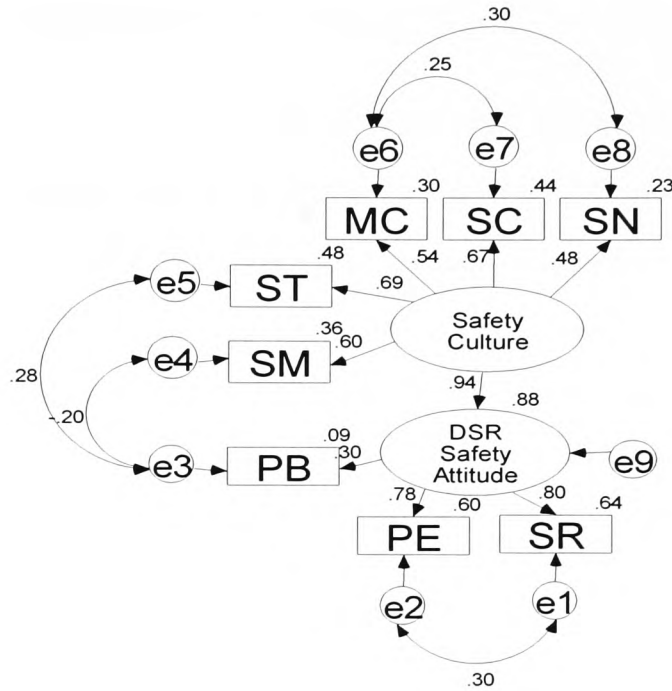 .30
.25
e6
e7
e8
.30
.44
.23
MC
SC
SN
.48
.54
.67
.48
e5
ST
.69
.36
.60
Safety
Culture
e4
SM
.28
-.20
.94
.88
.09
.30
DSR
Safety
Attitude
e3
PB
e9
.78
.60
.80
.64
PE
SR
e2
e1
.30